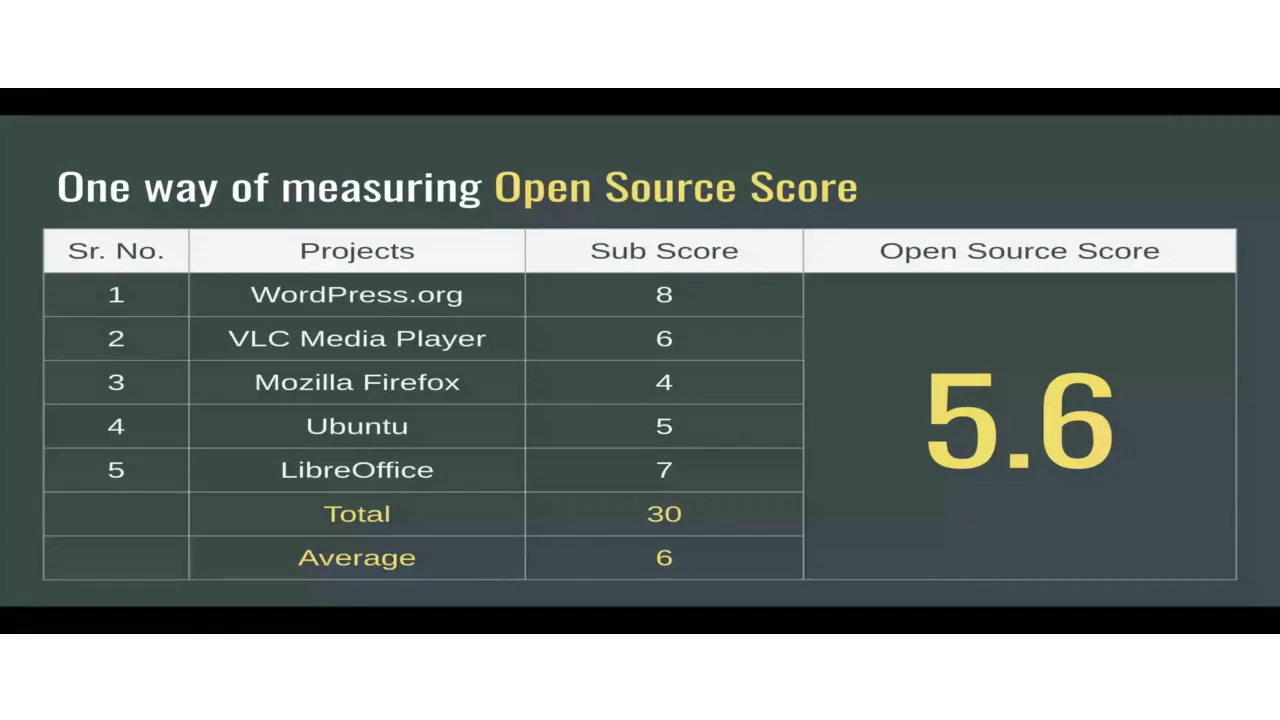 One way of measuring Open Source Score
Sr. No. Projects Sub Score Open Source Score
1 WordPress.org 8
2 VLC Media Player 6
3 Mozilla Firefox 4
4 Ubuntu 5
5 LibreOffice 7
Total 30
Average 6
5.6